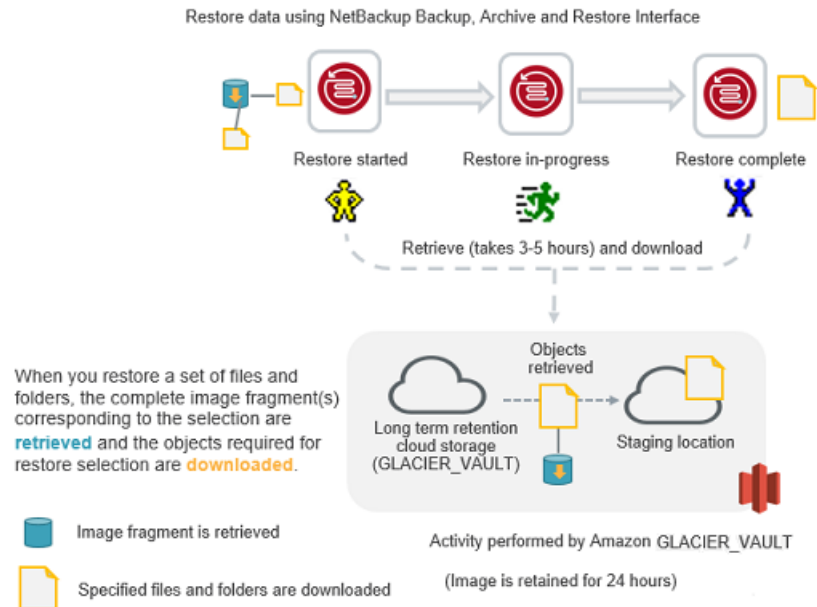 Restore data using NetBackup Backup, Archive and Restore Interface
Restore started
Restore in-progress
Restore complete
Retrieve (takes 3-5 hours) and download
When you restore a set of files and
folders, the complete image fragment(s)
corresponding to the selection are
retrieved and the objects required for
restore selection are downloaded.
Objects
retrieved
Long term retention
cloud storage
(GLACIER_VAULT)
Staging location
Image fragment is retrieved
Specified files and folders are downloaded
Activity performed by Amazon GLACIER_VAULT
(Image is retained for 24 hours)